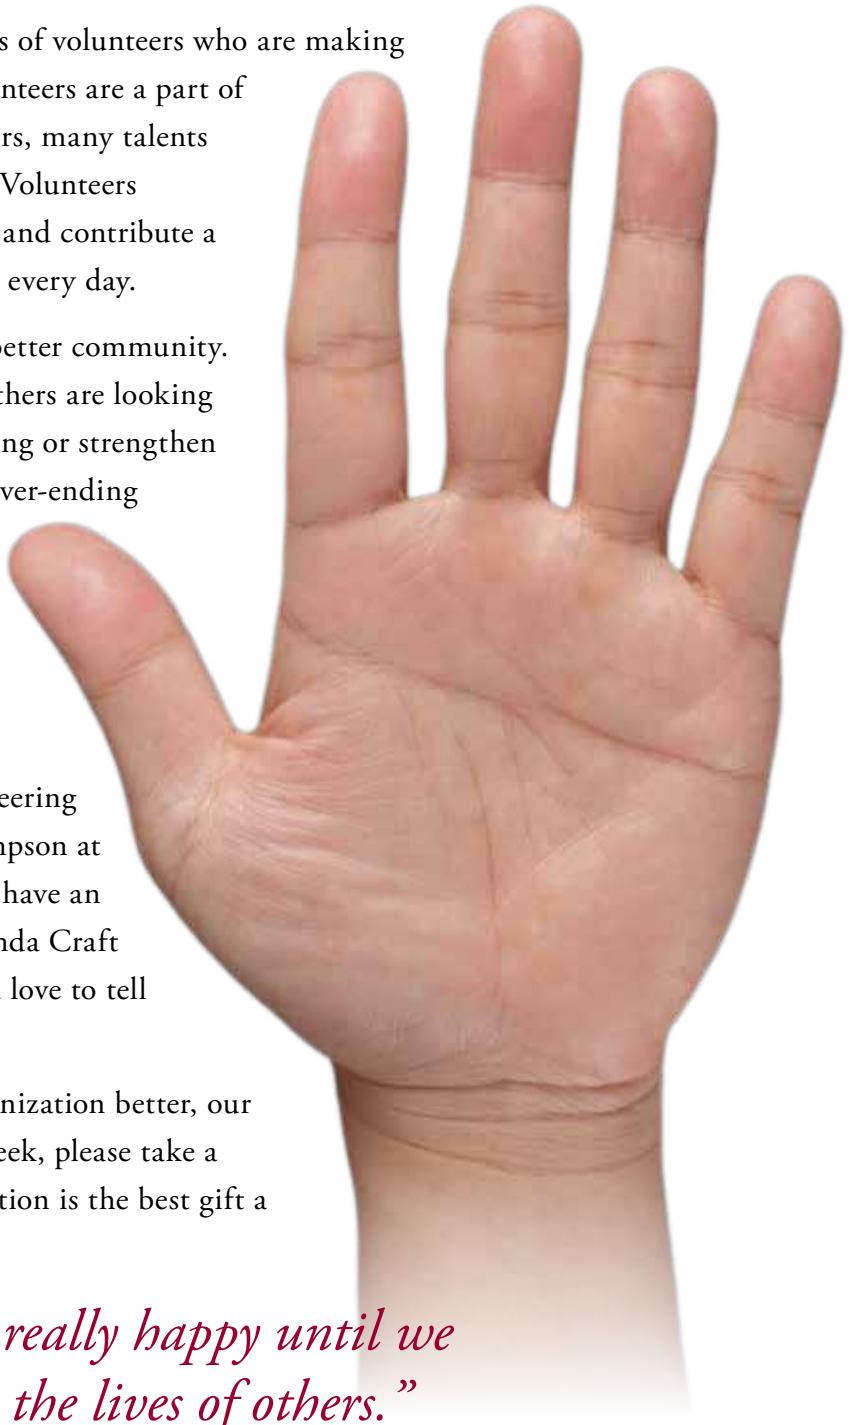 s of volunteers who are making
nteers are a part of
rs, many talents
Volunteers
and contribute a
every day.
better community.
thers are looking
ng or strengthen
ver-ending
eering
mpson at
have an
nda Craft
love to tell
nization better, our
eek, please take a
tion is the best gift a
really happy until we
the lives of others.”